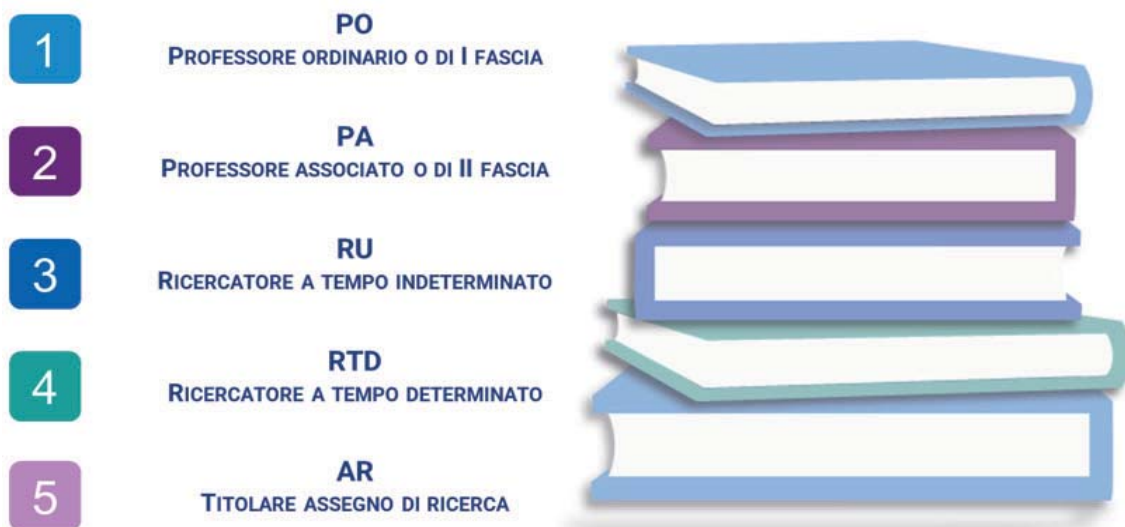 1
PO
PROFESSORE ORDINARIO O DI I FASCIA
2
PA
PROFESSORE ASSOCIATO O DI II FASCIA
3
RU
RICERCATORE A TEMPO INDETERMINATO
4
RTD
RICERCATORE A TEMPO DETERMINATO
5
AR
TITOLARE ASSEGNO DI RICERCA